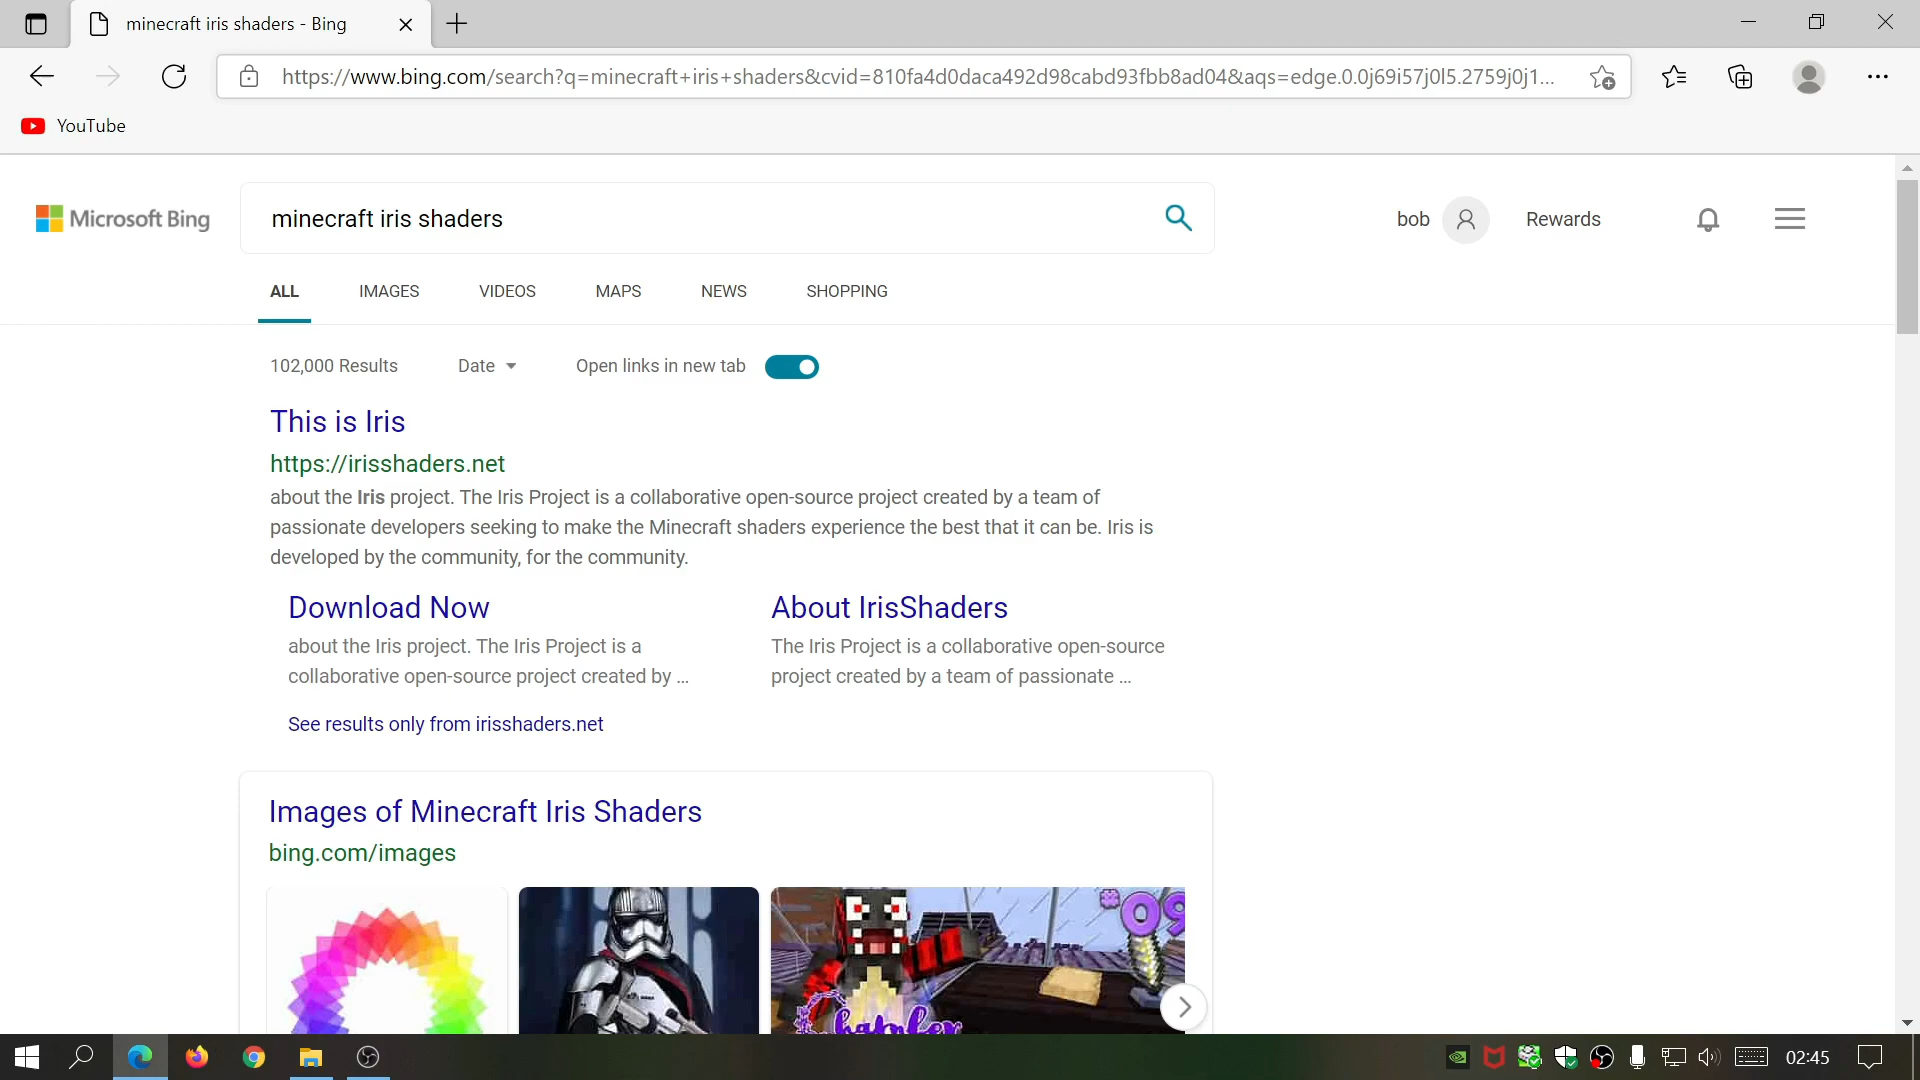 minecraft iris shaders - Bing
https://www.bing.com/search?q=minecraft+iris+shaders&cvid=810fa4d0daca492d98cabd93fbb8ad04&aqs=edge.0.0j69i57j0l5.2759j0j1...
YouTube
Microsoft Bing
minecraft iris shaders
bob
Rewards
ALL
IMAGES
VIDEOS
MAPS
NEWS
SHOPPING
102,000 Results
Date
Open links in new tab
This is Iris
https://irisshaders.net
about the Iris project. The Iris Project is a collaborative open-source project created by a team of
passionate developers seeking to make the Minecraft shaders experience the best that it can be. Iris is
developed by the community, for the community.
Download Now
about the Iris project. The Iris Project is a
collaborative open-source project created by ...
About IrisShaders
The Iris Project is a collaborative open-source
project created by a team of passionate ...
See results only from irisshaders.net
Images of Minecraft Iris Shaders
bing.com/images
09
02:45